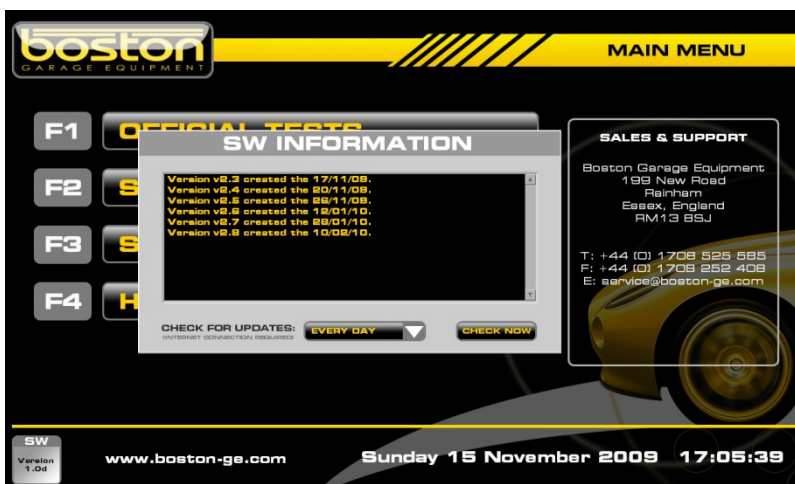 boston
GARAGE EQUIPMENT
MAIN MENU
F1
OFFICIAL TESTS
SW INFORMATION
Version v2.3 created the 17/11/09.
Version v2.4 created the 20/11/09.
Version v2.5 created the 26/11/09.
Version v2.6 created the 12/01/10.
Version v2.7 created the 28/01/10.
Version v2.8 created the 10/02/10.
F2
S
F3
S
F4
H
CHECK FOR UPDATES:
(INTERNET CONNECTION REQUIRED)
EVERY DAY
CHECK NOW
SALES & SUPPORT
Boston Garage Equipment
199 New Road
Rainham
Essex, England
RM13 8SJ
T: +44 (0) 1708 525 585
F: +44 (0) 1708 252 408
E: service@boston-ge.com
SW
Version
1.0d
www.boston-ge.com
Sunday 15 November 2009 17:05:39